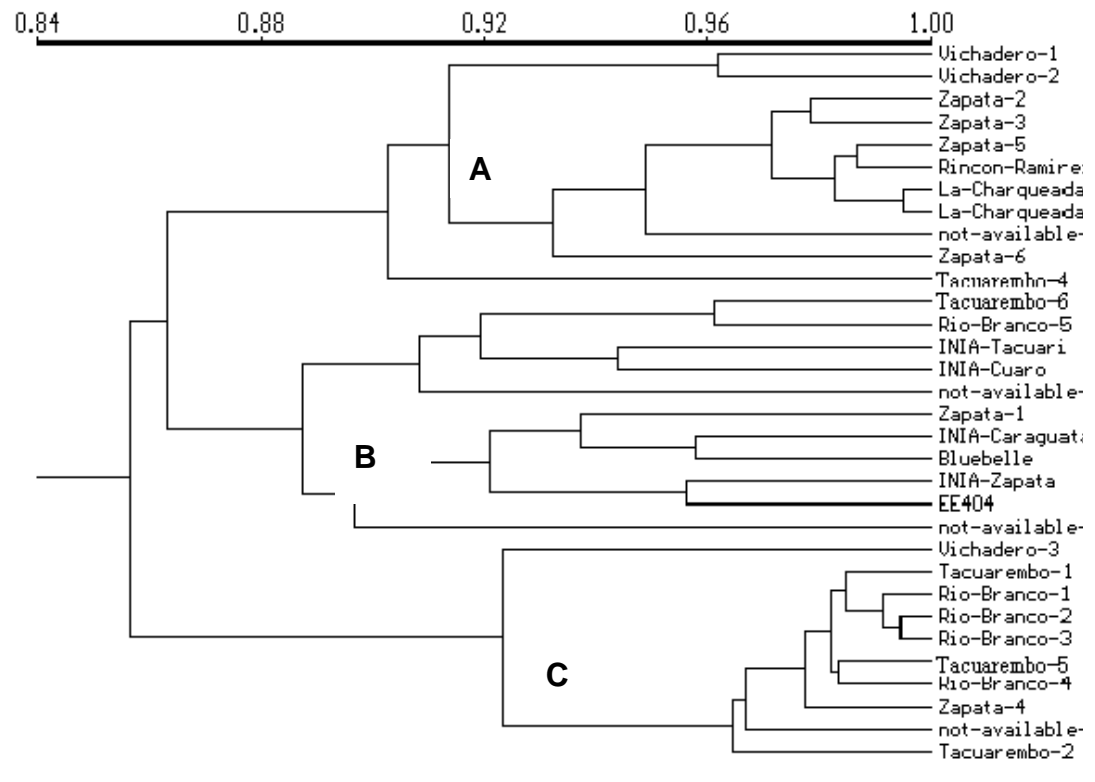 0.84 0.88 0.92 0.96 1.00
Vichadero-1
Vichadero-2
Zapata-2
Zapata-3
Zapata-5
A
Rincon-Ramire
La-Charqueada
La-Charqueada
not-available-
Zapata-6
Tacuarembo-4
Tacuarembo-6
Rio-Branco-5
INIA-Tacuari
INIA-Cuaro
not-available-
Zapata-1
INIA-Caraguata
B
Bluebelle
INIA-Zapata
EE404
not-available-
Vichadero-3
Tacuarembo-1
Rio-Branco-1
Rio-Branco-2
Rio-Branco-3
Tacuarembo-5
C
Rio-Branco-4
Zapata-4
not-available-
Tacuarembo-2